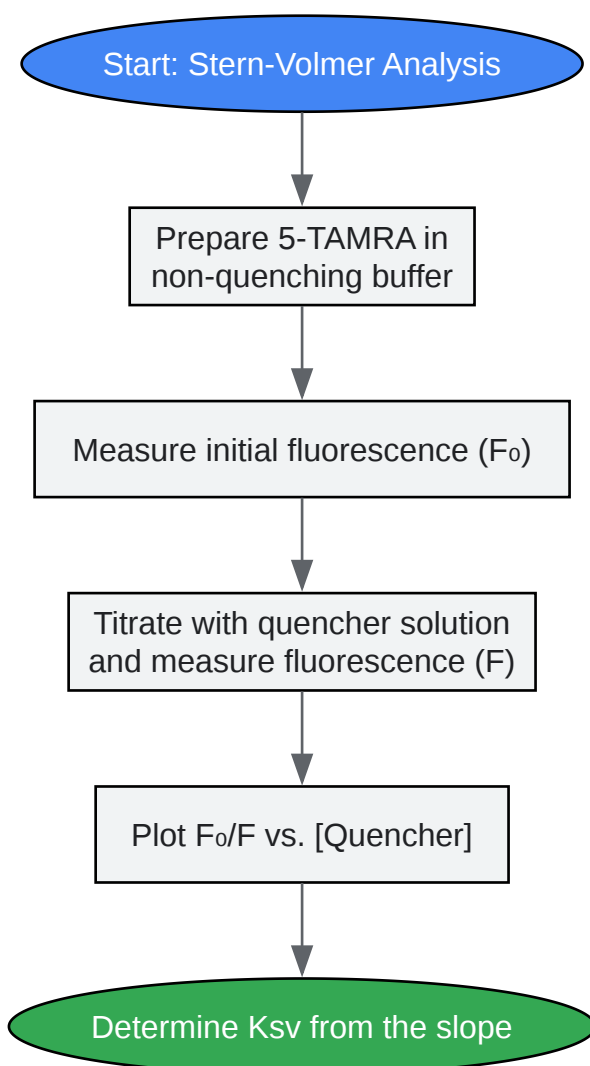 Start: Stern-Volmer Analysis
Prepare 5-TAMRA in
non-quenching buffer
Measure initial fluorescence (F₀)
Titrate with quencher solution
and measure fluorescence (F)
Plot F₀/F vs. [Quencher]
Determine Ksv from the slope